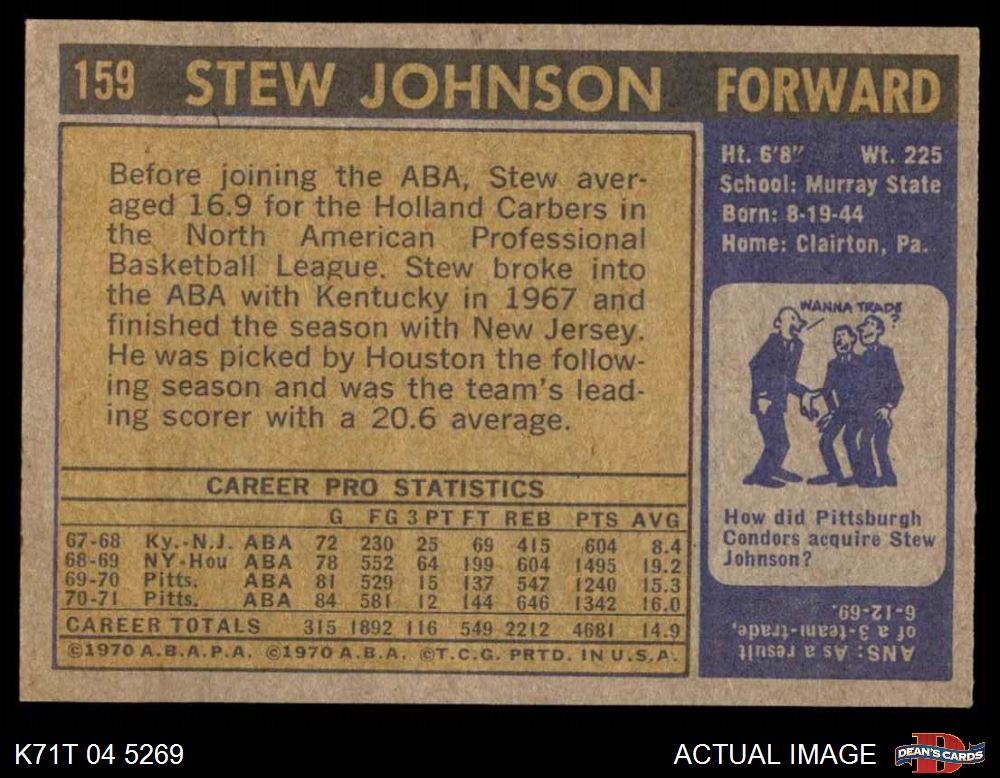 159 STEW JOHNSON FORWARD
Before joining the ABA, Stew aver-
aged 16.9 for the Holland Carbers in
the North American Professional
Basketball League. Stew broke into
the ABA with Kentucky in 1967 and
finished the season with New Jersey.
He was picked by Houston the follow-
ing season and was the team's lead-
ing scorer with a 20.6 average.
Ht. 6'8" Wt. 225
School: Murray State
Born: 8-19-44
Home: Clairton, Pa.
WANNA TRADE
?
How did Pittsburgh
Condors acquire Stew
Johnson?
ANS: As a result
of a 3-team-trade,
6-12-69.
CAREER PRO STATISTICS
G FG 3 PT FT REB PTS AVG
67-68 Ky.-N.J. ABA 72 230 25 69 415 604 8.4
68-69 NY-Hou ABA 78 552 64 199 604 1495 19.2
69-70 Pitts. ABA 81 529 15 137 547 1240 15.3
70-71 Pitts. ABA 84 581 12 144 646 1342 16.0
CAREER TOTALS 315 1892 116 549 2212 4681 14.9
©1970 A.B.A.P.A. ©1970 A.B.A. ©T.C.G. PRTD. IN U.S.A.
K71T 04 5269
ACTUAL IMAGE
D
DEAN'S CARDS